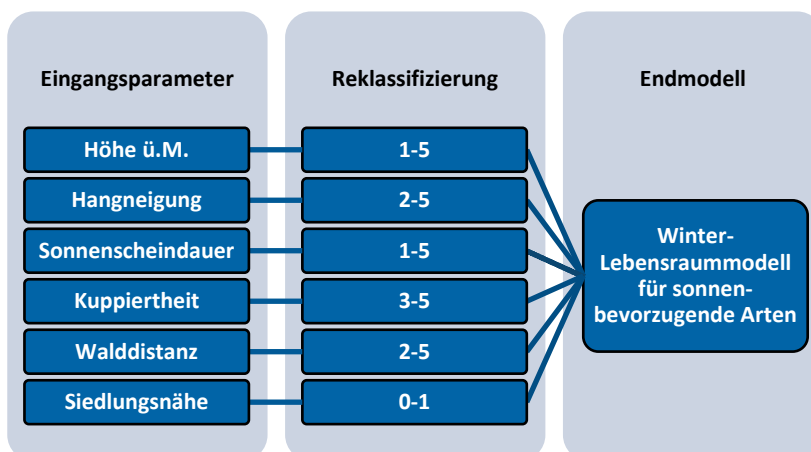 Eingangsparameter
Reklassifizierung
Endmodell
Höhe ü.M.
1-5
Hangneigung
2-5
Sonnenscheindauer
1-5
Kuppiertheit
3-5
Walddistanz
2-5
Siedlungsnähe
0-1
Winter-
Lebensraummodell
für sonnen-
bevorzugende Arten